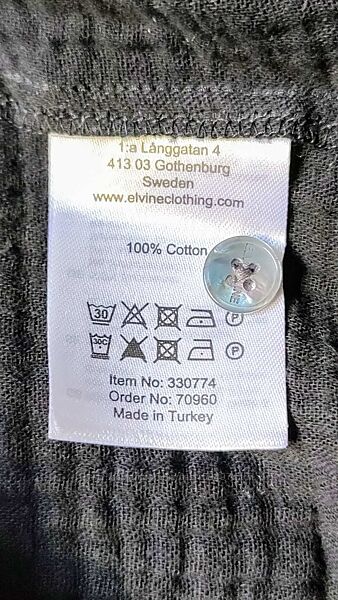 1:a Långgatan 4
413 03 Gothenburg
Sweden
www.elvineclothing.com
100% Cotton
30 P
30C P
Item No: 330774
Order No: 70960
Made in Turkey